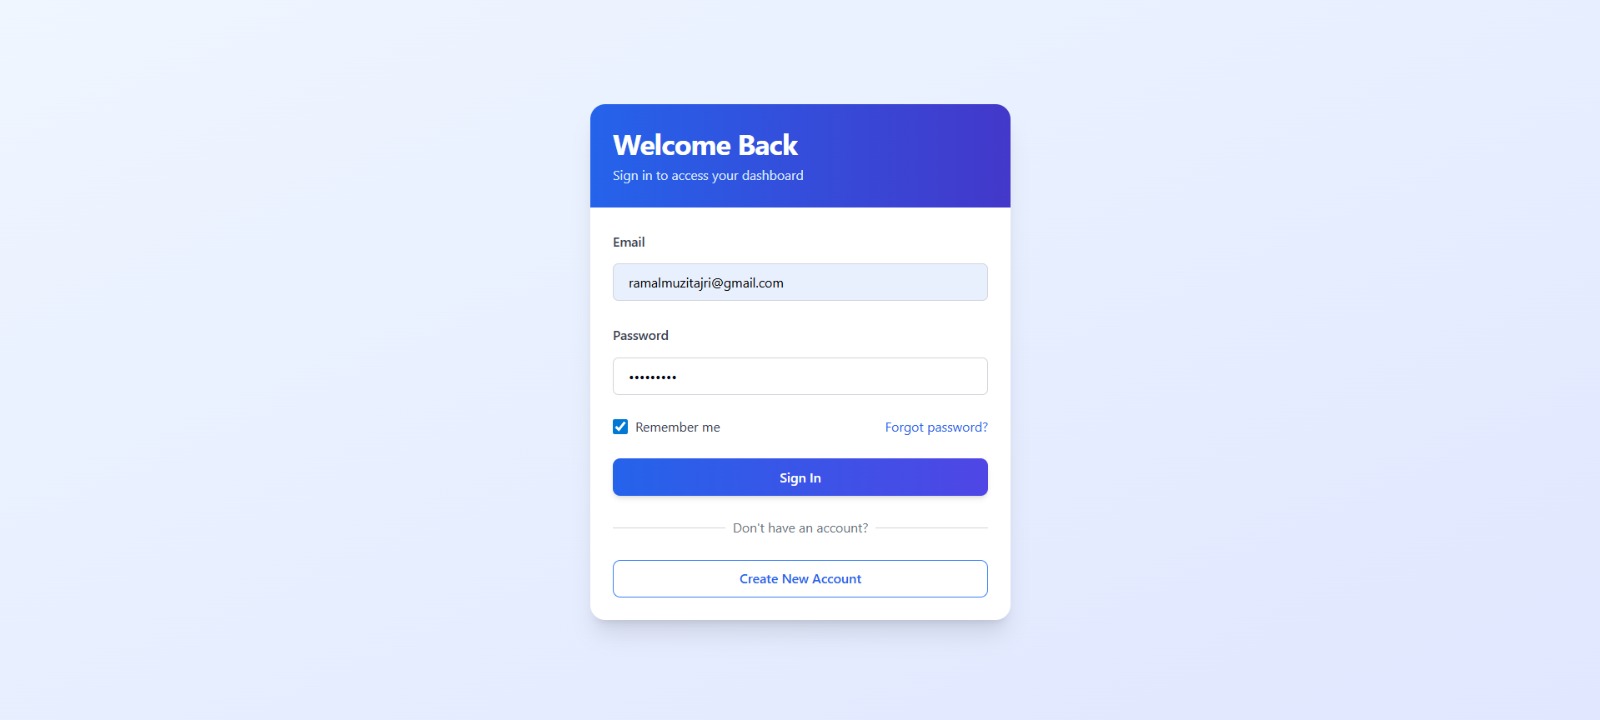 Welcome Back
Sign in to access your dashboard
Email
ramalmuzitajri@gmail.com
Password
•••••••••
Remember me
Forgot password?
Sign In
Don't have an account?
Create New Account